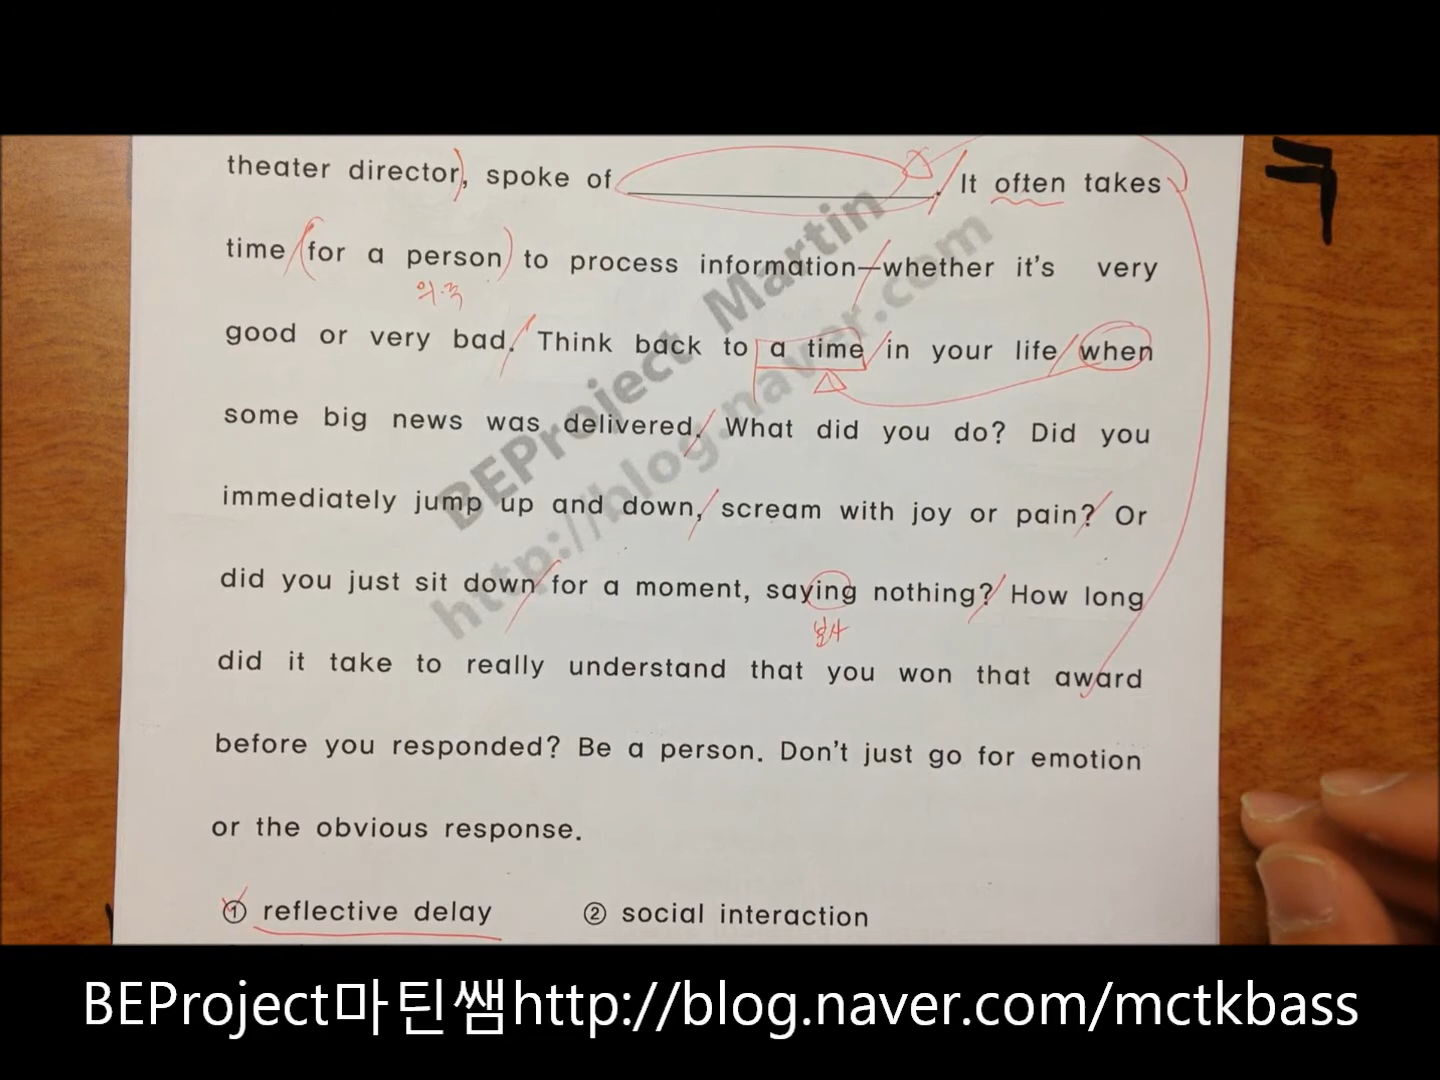 theater director, spoke of ____________________. It often takes
time for a person to process information—whether it's very
의.주
good or very bad. Think back to a time in your life when
some big news was delivered. What did you do? Did you
immediately jump up and down, scream with joy or pain? Or
did you just sit down for a moment, saying nothing? How long
분사
did it take to really understand that you won that award
before you responded? Be a person. Don't just go for emotion
or the obvious response.
① reflective delay ② social interaction
BEProject Martin
http://blog.naver.com
BEProject마틴쌤http://blog.naver.com/mctkbass